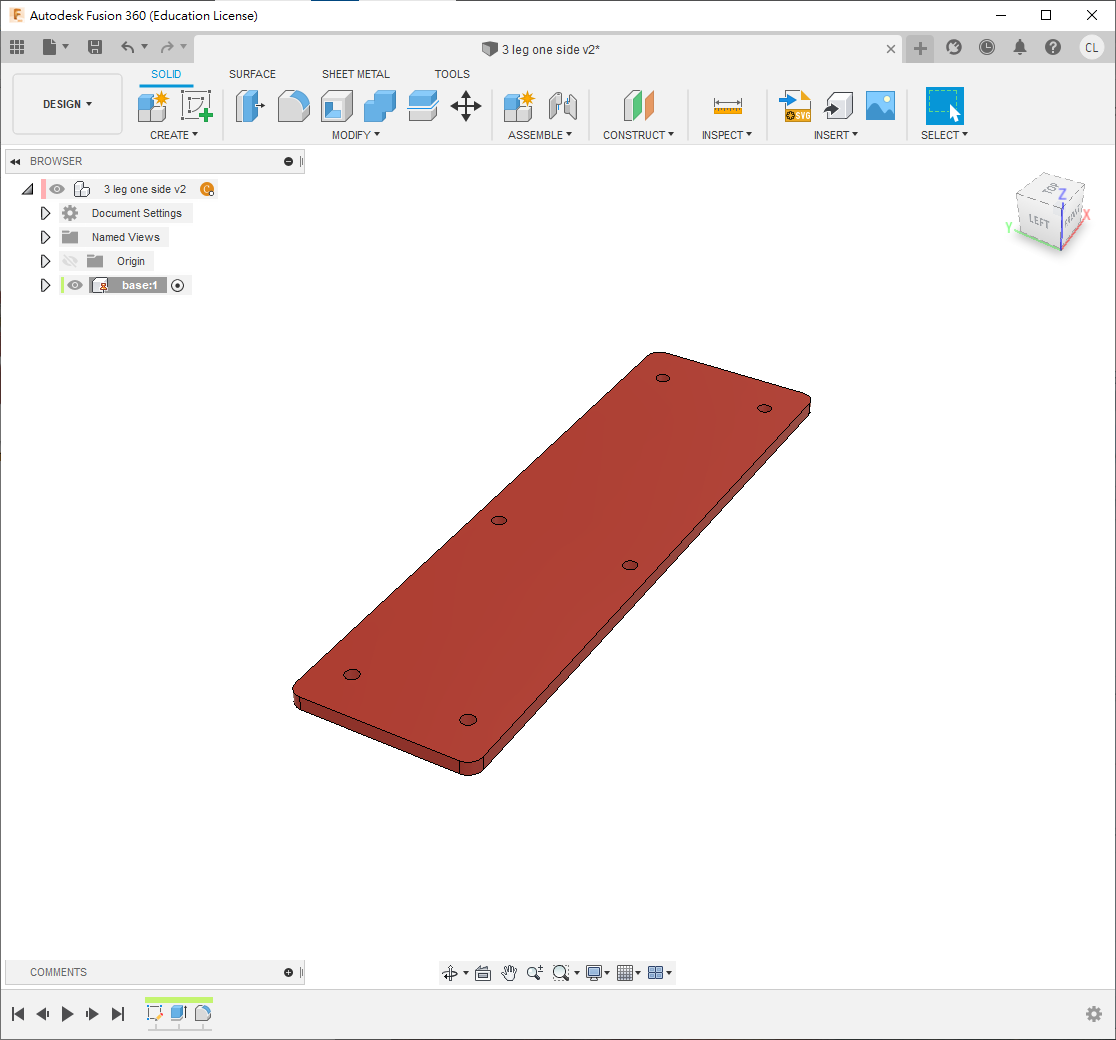 Autodesk Fusion 360 (Education License)
3 leg one side v2*
CL
DESIGN
SOLID
SURFACE
SHEET METAL
TOOLS
CREATE
MODIFY
ASSEMBLE
CONSTRUCT
INSPECT
SVG
INSERT
SELECT
BROWSER
3 leg one side v2
Document Settings
Named Views
Origin
base:1
TOP
LEFT
FRONT
Z
X
Y
COMMENTS